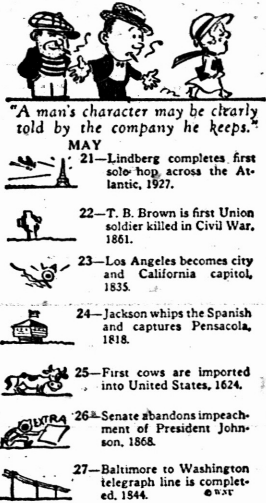 "A man's character may be clearly
told by the company he keeps."
MAY
21—Lindberg completes first
solo hop across the At-
lantic, 1927.
22—T. B. Brown is first Union
soldier killed in Civil War,
1861.
23—Los Angeles becomes city
and California capitol,
1835.
24—Jackson whips the Spanish
and captures Pensacola,
1818.
25—First cows are imported
into United States, 1624.
EXTRA
26—Senate abandons impeach-
ment of President John-
son, 1868.
27—Baltimore to Washington
telegraph line is complet-
ed, 1844. ©WNU